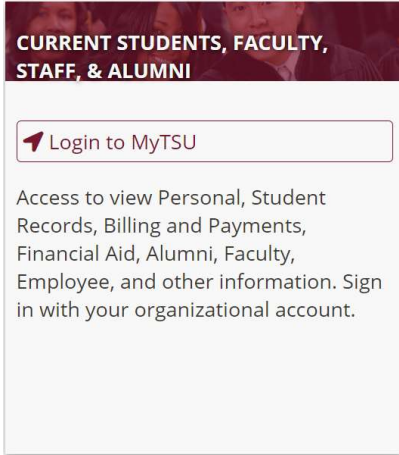 CURRENT STUDENTS, FACULTY,
STAFF, & ALUMNI
Login to MyTSU
Access to view Personal, Student
Records, Billing and Payments,
Financial Aid, Alumni, Faculty,
Employee, and other information. Sign
in with your organizational account.